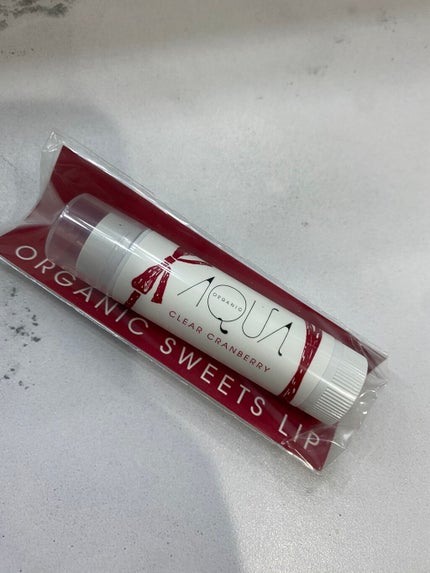 AQUA
ORGANIC
CLEAR CRANBERRY
ORGANIC SWEETS LIP